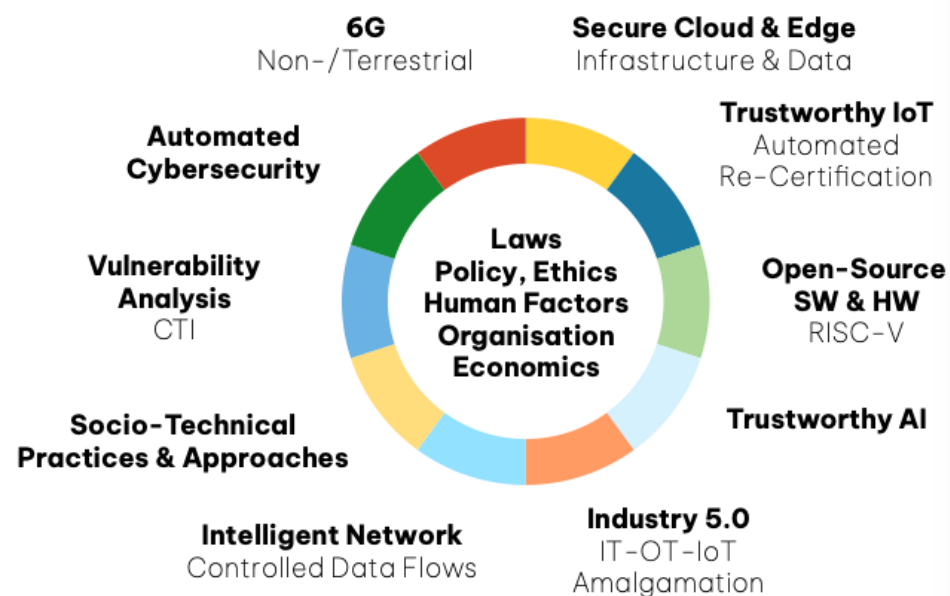 6G
Non-/Terrestrial
Secure Cloud & Edge
Infrastructure & Data
Trustworthy IoT
Automated
Re-Certification
Open-Source
SW & HW
RISC-V
Trustworthy AI
Industry 5.0
IT-OT-IoT
Amalgamation
Intelligent Network
Controlled Data Flows
Socio-Technical
Practices & Approaches
Vulnerability
Analysis
CTI
Automated
Cybersecurity
Laws
Policy, Ethics
Human Factors
Organisation
Economics